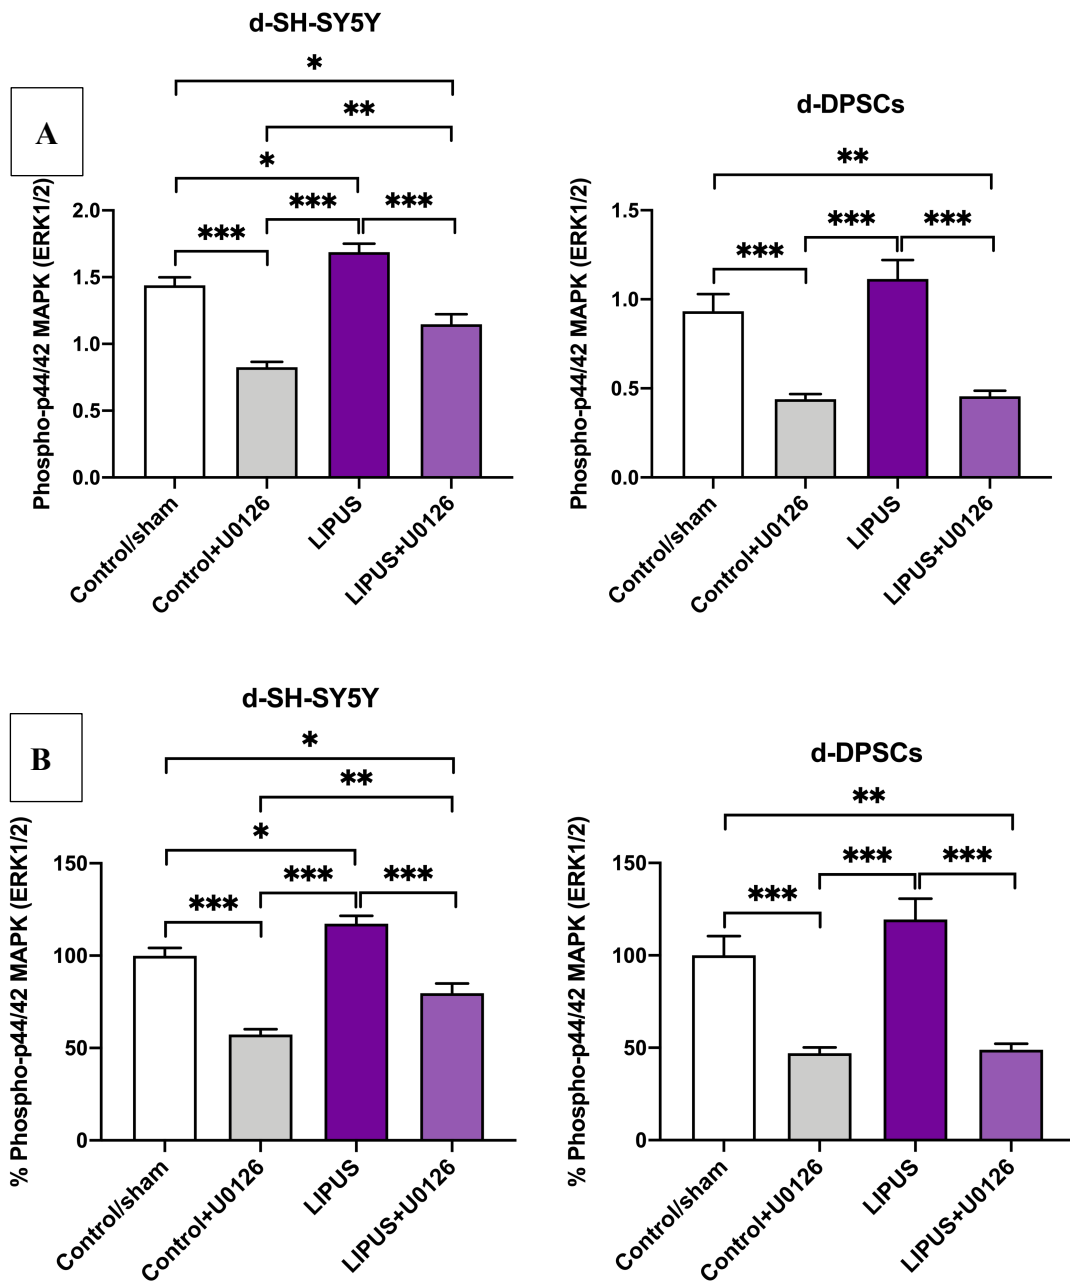 d-SH-SY5Y
A
*
**
*
***
***
***
Phospho-p44/42 MAPK (ERK1/2)
2.0
1.5
1.0
0.5
0.0
Control/sham
Control+U0126
LIPUS
LIPUS+U0126
d-DPSCs
**
***
***
***
Phospho-p44/42 MAPK (ERK1/2)
1.5
1.0
0.5
0.0
Control/sham
Control+U0126
LIPUS
LIPUS+U0126
d-SH-SY5Y
B
*
**
*
***
***
***
% Phospho-p44/42 MAPK (ERK1/2)
150
100
50
0
Control/sham
Control+U0126
LIPUS
LIPUS+U0126
d-DPSCs
**
***
***
***
% Phospho-p44/42 MAPK (ERK1/2)
150
100
50
0
Control/sham
Control+U0126
LIPUS
LIPUS+U0126